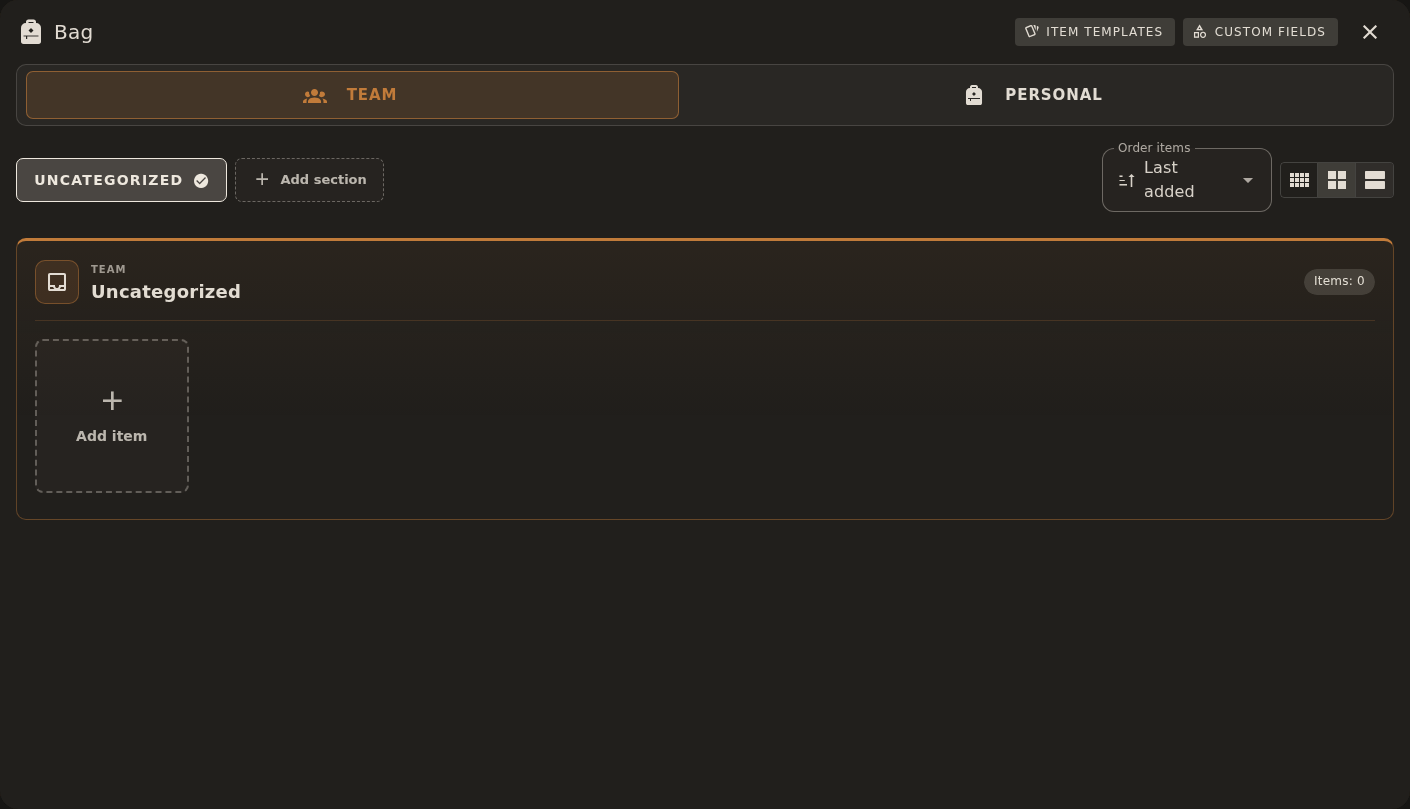 Bag
ITEM TEMPLATES
CUSTOM FIELDS
TEAM
PERSONAL
UNCATEGORIZED
Add section
Order items
Last
added
TEAM
Uncategorized
Items: 0
Add item